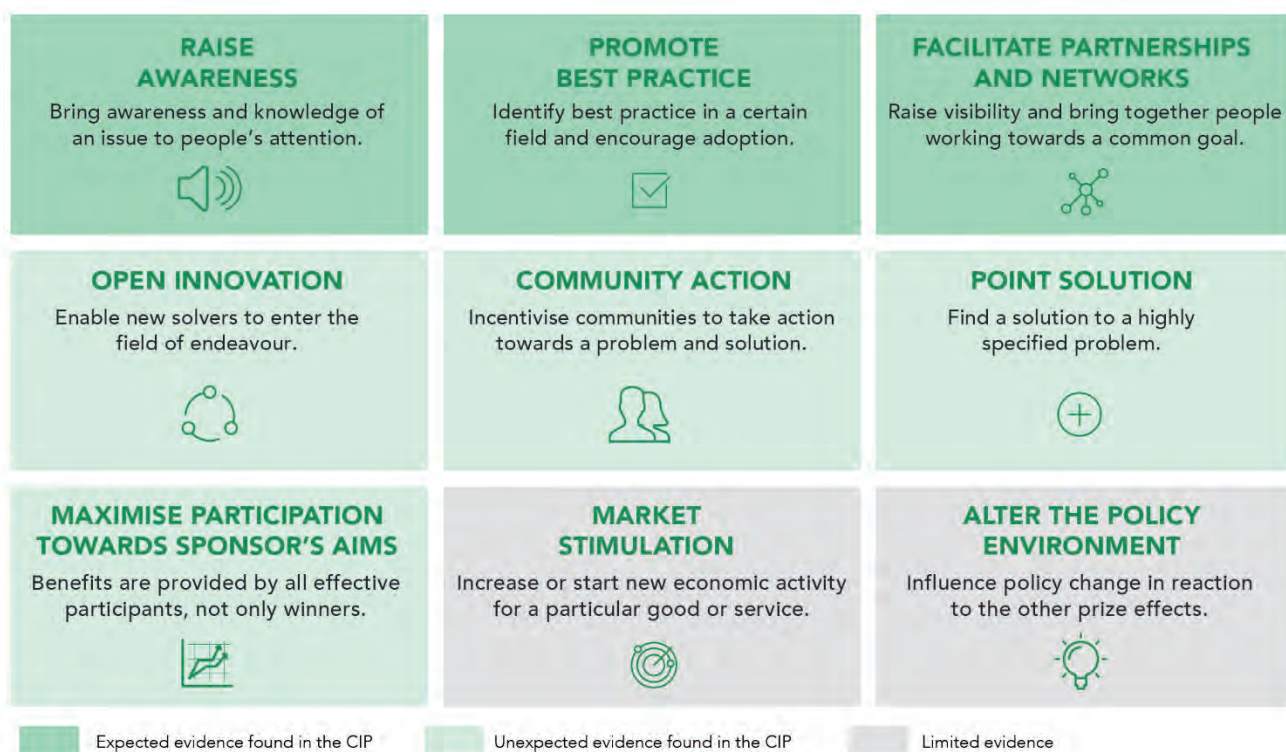 RAISE
AWARENESS
Bring awareness and knowledge of
an issue to people's attention.
PROMOTE
BEST PRACTICE
Identify best practice in a certain
field and encourage adoption.
FACILITATE PARTNERSHIPS
AND NETWORKS
Raise visibility and bring together people
working towards a common goal.
OPEN INNOVATION
Enable new solvers to enter the
field of endeavour.
COMMUNITY ACTION
Incentivise communities to take action
towards a problem and solution.
POINT SOLUTION
Find a solution to a highly
specified problem.
MAXIMISE PARTICIPATION
TOWARDS SPONSOR'S AIMS
Benefits are provided by all effective
participants, not only winners.
MARKET
STIMULATION
Increase or start new economic activity
for a particular good or service.
ALTER THE POLICY
ENVIRONMENT
Influence policy change in reaction
to the other prize effects.
Expected evidence found in the CIP
Unexpected evidence found in the CIP
Limited evidence